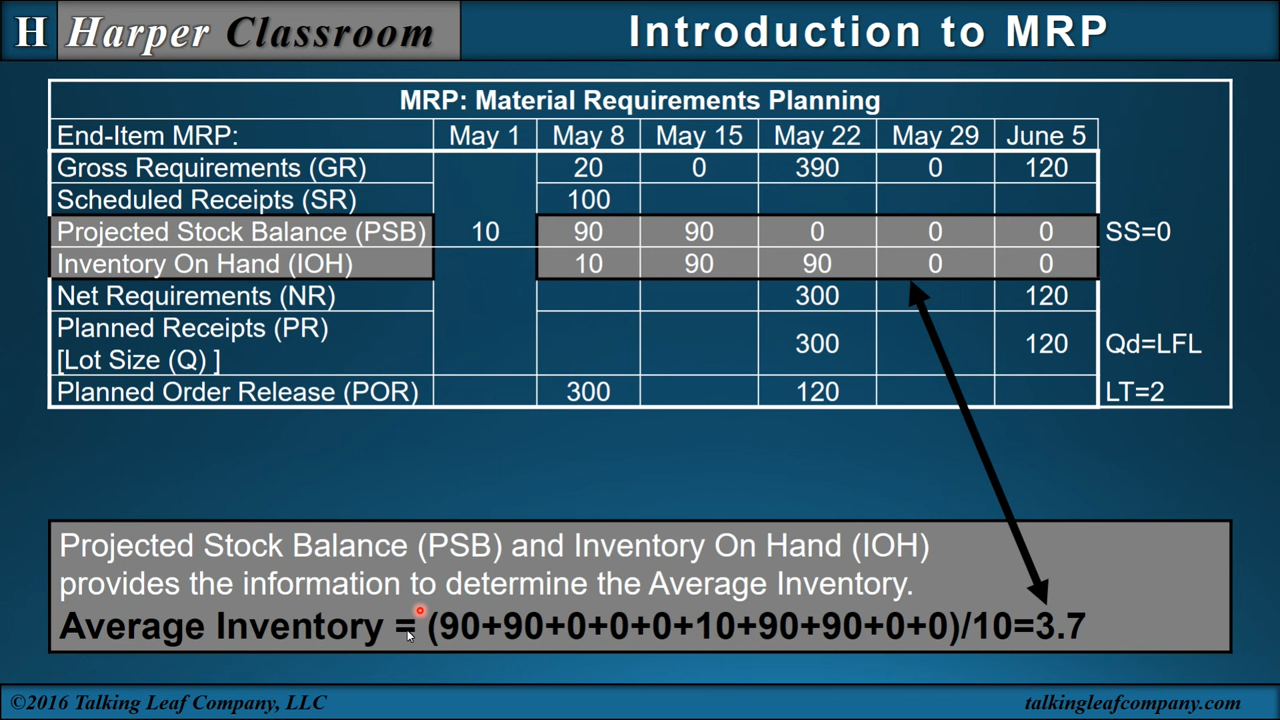 H Harper Classroom
Introduction to MRP
MRP: Material Requirements Planning
End-Item MRP: May 1 May 8 May 15 May 22 May 29 June 5
Gross Requirements (GR) 20 0 390 0 120
Scheduled Receipts (SR) 100
Projected Stock Balance (PSB) 10 90 90 0 0 0 SS=0
Inventory On Hand (IOH) 10 90 90 0 0
Net Requirements (NR) 300 120
Planned Receipts (PR)
[Lot Size (Q) ] 300 120 Qd=LFL
Planned Order Release (POR) 300 120 LT=2
Projected Stock Balance (PSB) and Inventory On Hand (IOH)
provides the information to determine the Average Inventory.
Average Inventory = (90+90+0+0+0+10+90+90+0+0)/10=3.7
©2016 Talking Leaf Company, LLC
talkingleafcompany.com